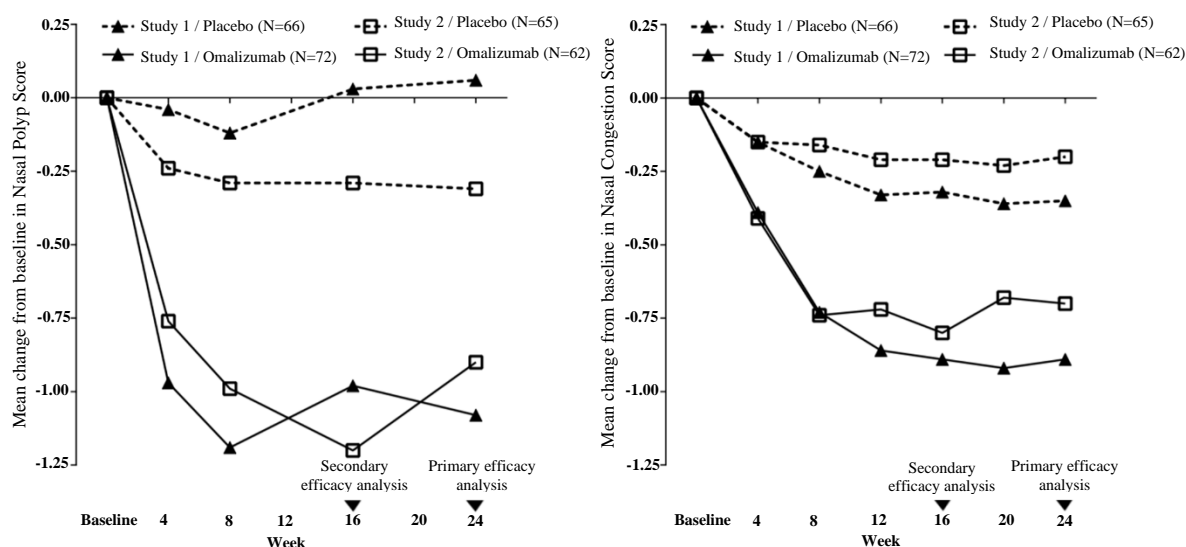 Mean change from baseline in Nasal Polyp Score
0.25
0.00
-0.25
-0.50
-0.75
-1.00
-1.25
Study 1 / Placebo (N=66)
Study 2 / Placebo (N=65)
Study 1 / Omalizumab (N=72)
Study 2 / Omalizumab (N=62)
Secondary
efficacy analysis
Primary efficacy
analysis
Baseline 4 8 12 16 20 24
Week
Mean change from baseline in Nasal Congestion Score
0.25
0.00
-0.25
-0.50
-0.75
-1.00
-1.25
Study 1 / Placebo (N=66)
Study 2 / Placebo (N=65)
Study 1 / Omalizumab (N=72)
Study 2 / Omalizumab (N=62)
Secondary
efficacy analysis
Primary efficacy
analysis
Baseline 4 8 12 16 20 24
Week